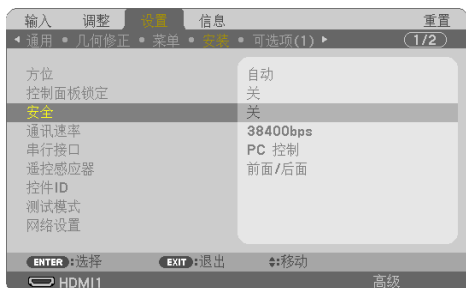 输入 调整 设置 信息 重置
◀ 通用 ● 几何修正 ● 菜单 ● 安装 ● 可选项(1) ▶ 1/2
方位 自动
控制面板锁定 关
安全 关
通讯速率 38400bps
串行接口 PC 控制
遥控感应器 前面/后面
控件ID
测试模式
网络设置
ENTER:选择 EXIT:退出 ◆:移动
HDMI1 高级